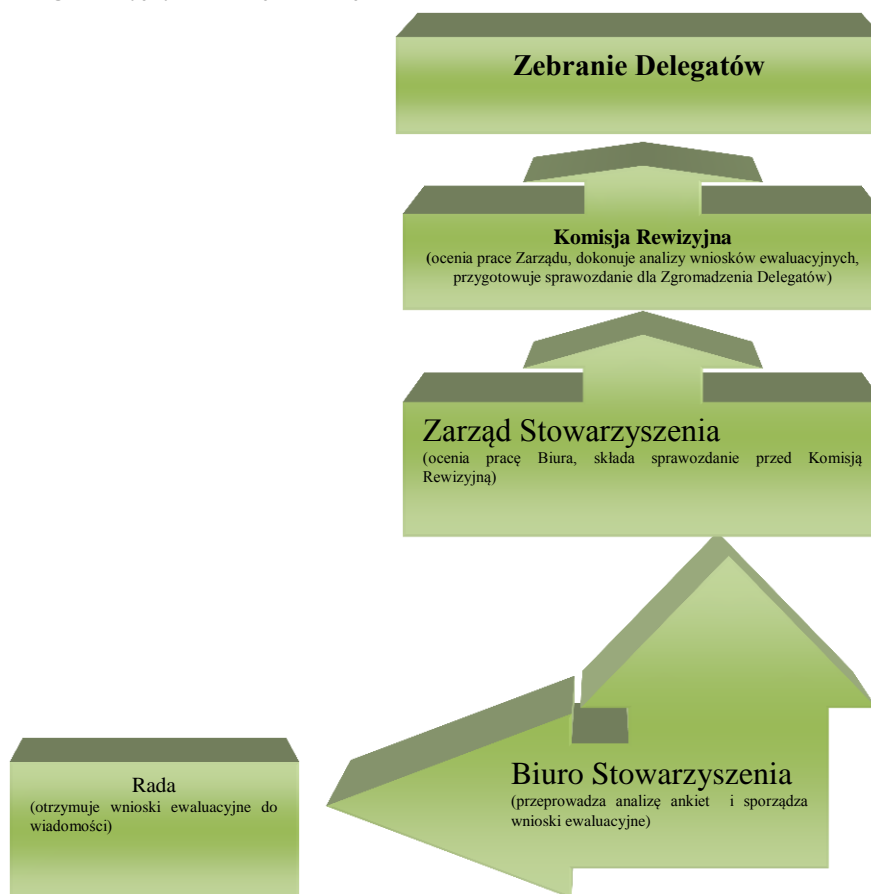 Zebranie Delegatów
Komisja Rewizyjna
(ocenia prace Zarządu, dokonuje analizy wniosków ewaluacyjnych,
przygotowuje sprawozdanie dla Zgromadzenia Delegatów)
Zarząd Stowarzyszenia
(ocenia pracę Biura, składa sprawozdanie przed Komisją
Rewizyjną)
Biuro Stowarzyszenia
(przeprowadza analizę ankiet i sporządza
wnioski ewaluacyjne)
Rada
(otrzymuje wnioski ewaluacyjne do
wiadomości)